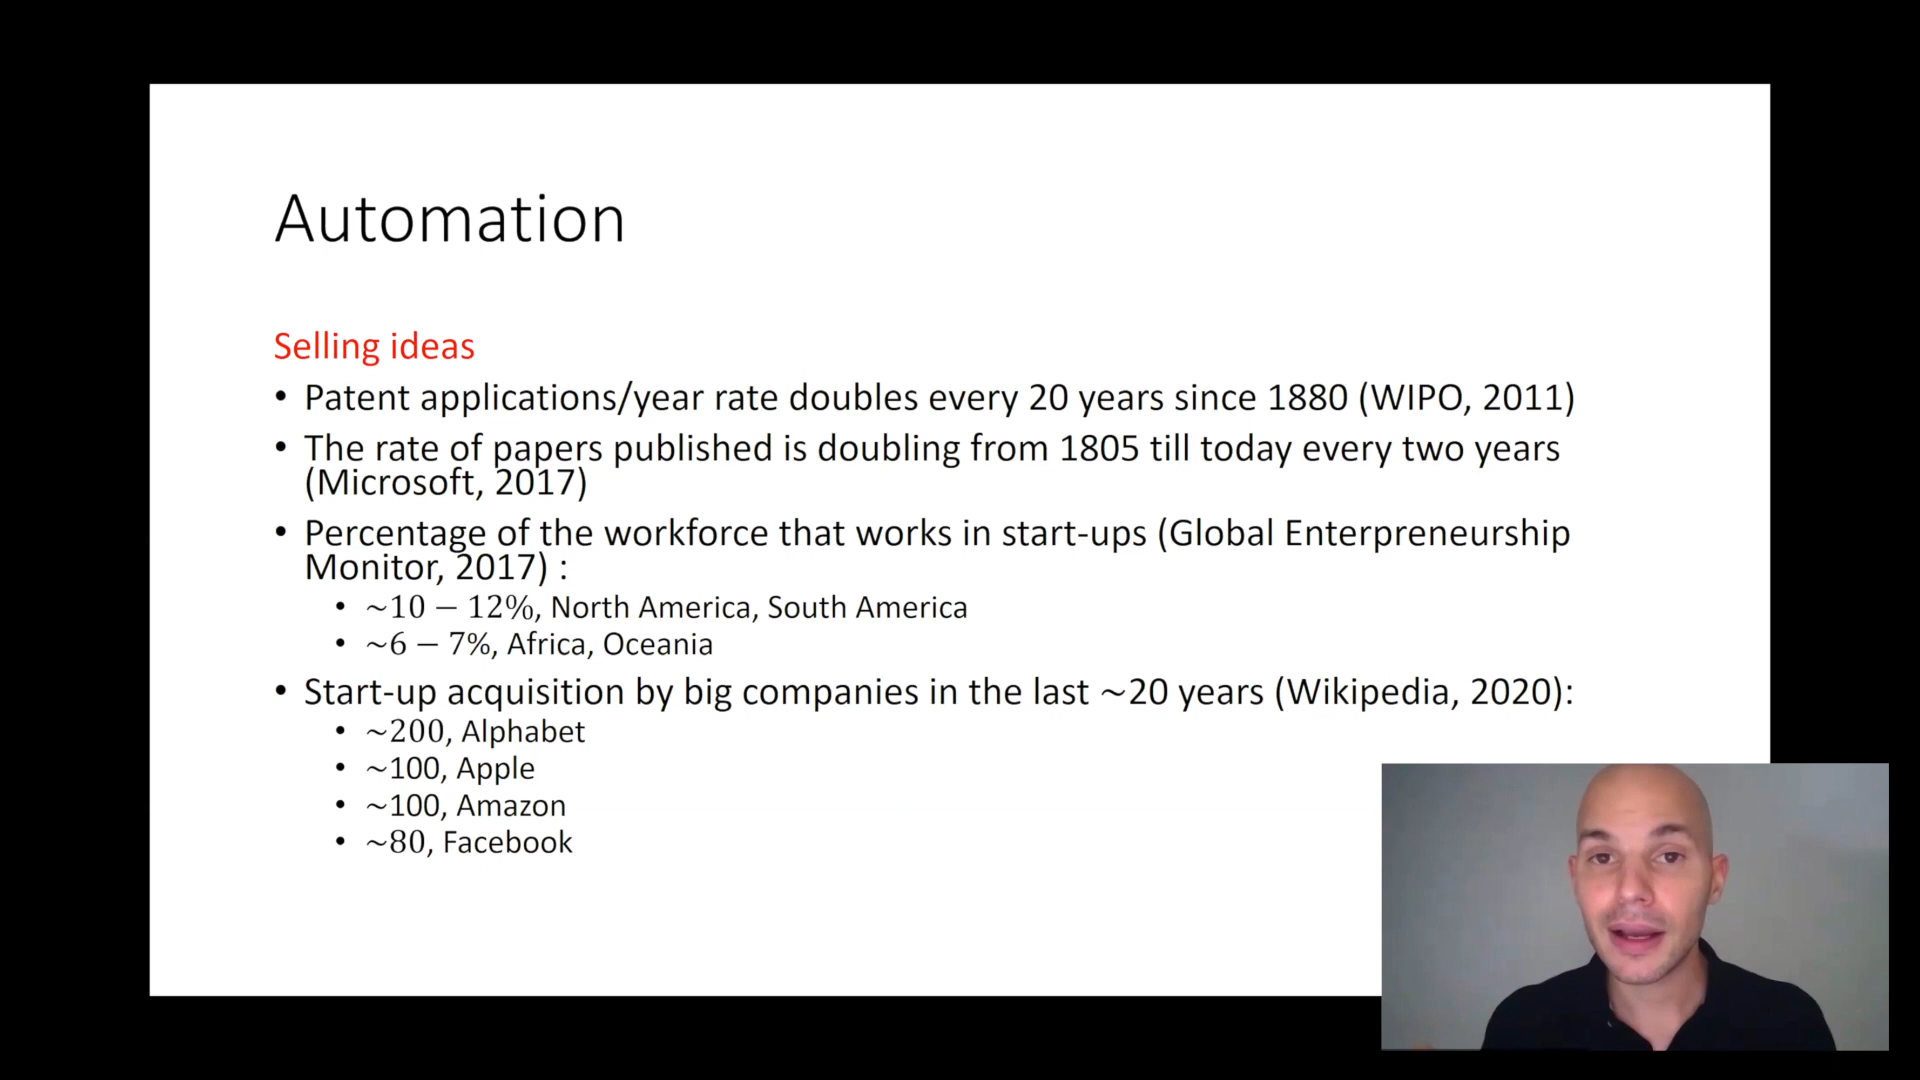 Automation
Selling ideas
• Patent applications/year rate doubles every 20 years since 1880 (WIPO, 2011)
• The rate of papers published is doubling from 1805 till today every two years
(Microsoft, 2017)
• Percentage of the workforce that works in start-ups (Global Enterpreneurship
Monitor, 2017) :
• ~10 − 12%, North America, South America
• ~6 − 7%, Africa, Oceania
• Start-up acquisition by big companies in the last ~20 years (Wikipedia, 2020):
• ~200, Alphabet
• ~100, Apple
• ~100, Amazon
• ~80, Facebook